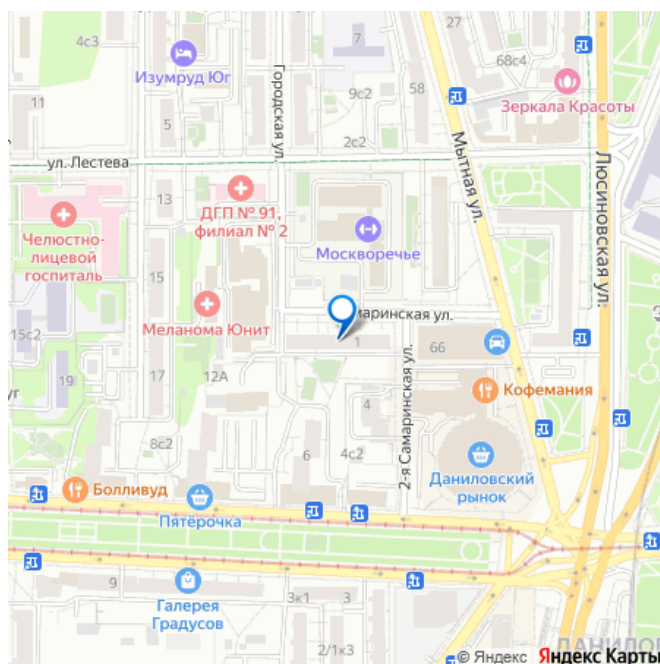 4с3
7
68с4
Изумруд Юг
58
11
9с2
Зеркала Красоты
5
Городская ул.
2с2
Мытная ул.
Люсиновская ул.
ул. Лестева
13
ДГП № 91,
филиал № 2
Челюстно-
лицевой
госпиталь
Москворечье
15
Меланома Юнит
маринская ул.
15с2
1
66
19
17
12А
Кофемания
уг
4
2-я Самаринская ул.
8с2
6
4с2
Даниловский
рынок
Болливуд
Пятёрочка
9
3к1
3
Галерея
Градусов
2/1к3
ДАНИЛО
© Яндекс Яндекс Карты